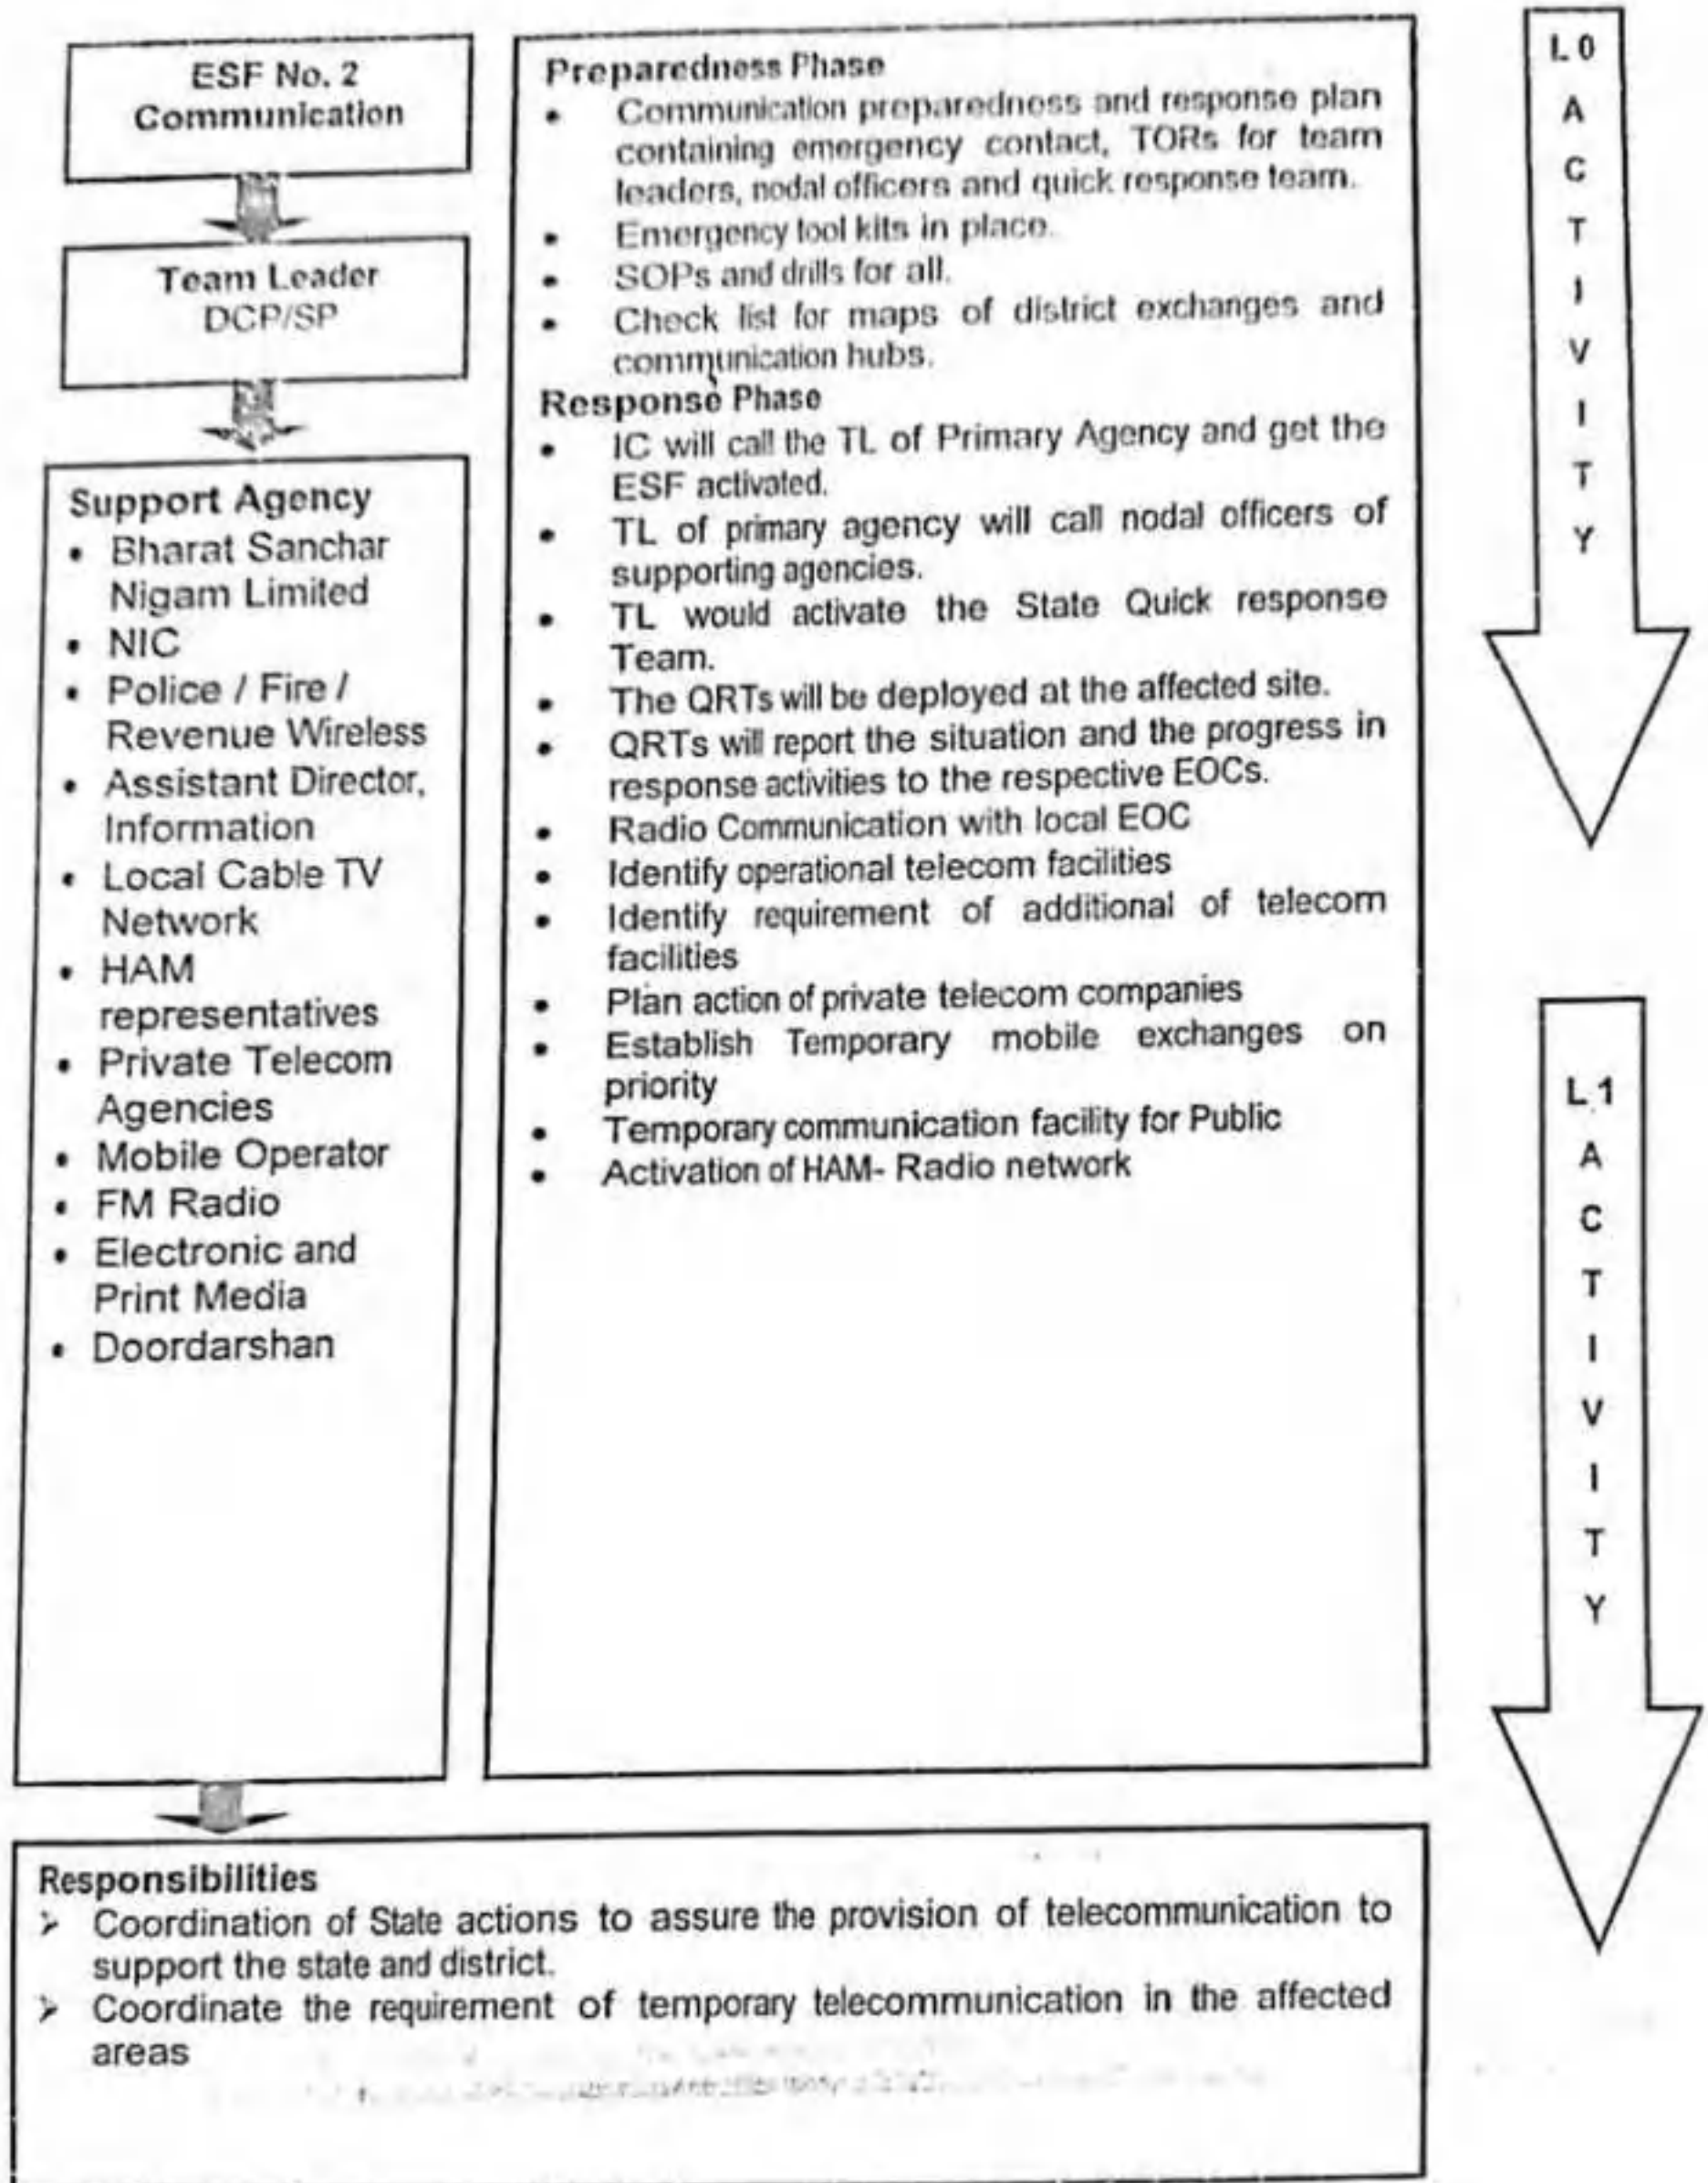 ESF No. 2
Communication
Team Leader
DCP/SP
Support Agency
• Bharat Sanchar
Nigam Limited
• NIC
• Police / Fire /
Revenue Wireless
• Assistant Director,
Information
• Local Cable TV
Network
• HAM
representatives
• Private Telecom
Agencies
• Mobile Operator
• FM Radio
• Electronic and
Print Media
• Doordarshan
Preparedness Phase
• Communication preparedness and response plan
containing emergency contact, TORs for team
leaders, nodal officers and quick response team.
• Emergency tool kits in place.
• SOPs and drills for all.
• Check list for maps of district exchanges and
communication hubs.
Response Phase
• IC will call the TL of Primary Agency and get the
ESF activated.
• TL of primary agency will call nodal officers of
supporting agencies.
• TL would activate the State Quick response
Team.
• The QRTs will be deployed at the affected site.
• QRTs will report the situation and the progress in
response activities to the respective EOCs.
• Radio Communication with local EOC
• Identify operational telecom facilities
• Identify requirement of additional of telecom
facilities
• Plan action of private telecom companies
• Establish Temporary mobile exchanges on
priority
• Temporary communication facility for Public
• Activation of HAM- Radio network
Responsibilities
➢ Coordination of State actions to assure the provision of telecommunication to
support the state and district.
➢ Coordinate the requirement of temporary telecommunication in the affected
areas
L0
A
C
T
I
V
I
T
Y
L1
A
C
T
I
V
I
T
Y